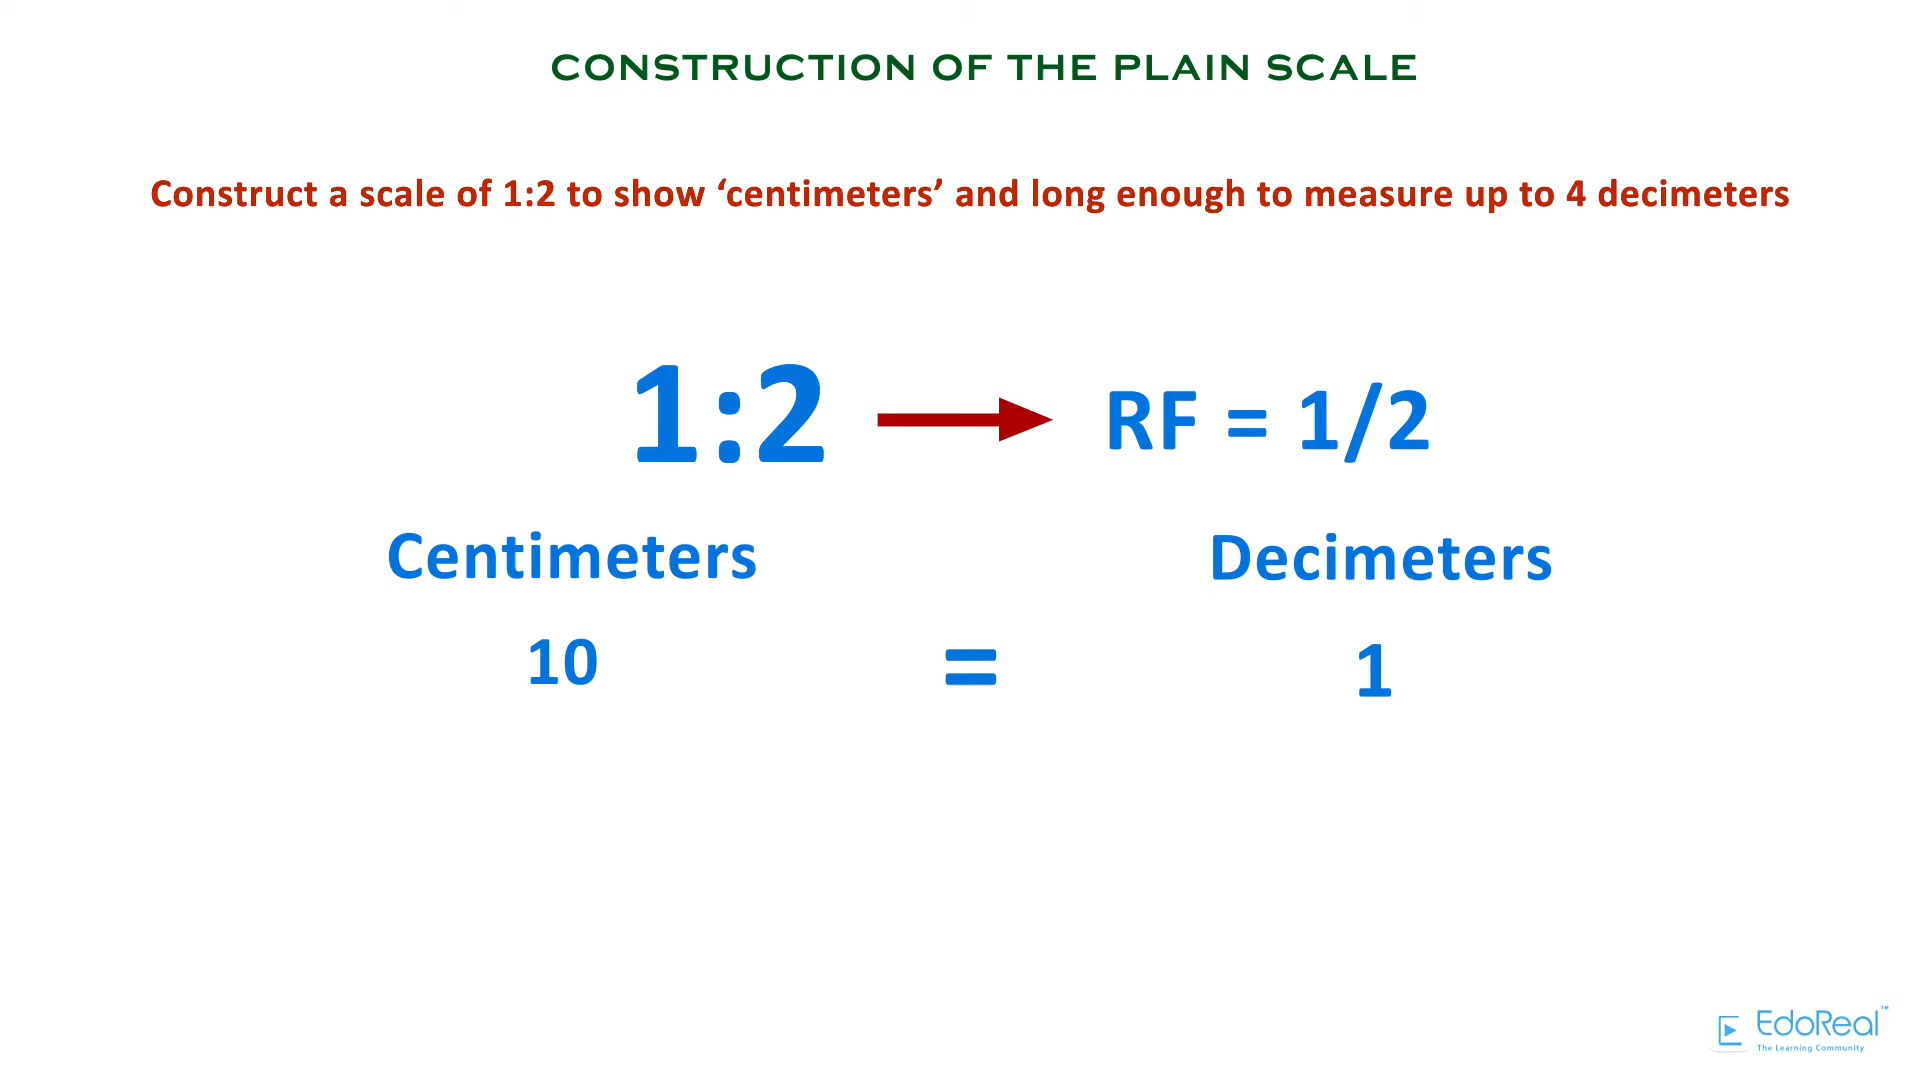 CONSTRUCTION OF THE PLAIN SCALE
Construct a scale of 1:2 to show ‘centimeters’ and long enough to measure up to 4 decimeters
1:2 RF = 1/2
Centimeters Decimeters
10 = 1
EdoReal™
The Learning Community